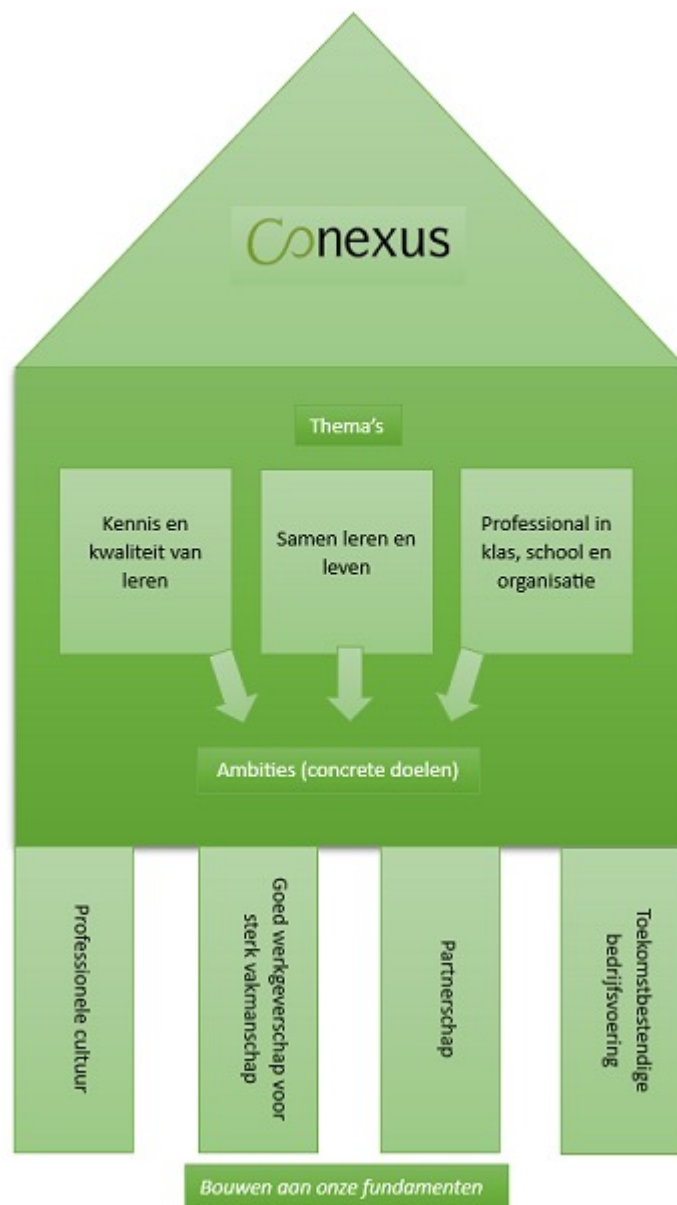 Conexus
Thema's
Kennis en
kwaliteit van
leren
Samen leren en
leven
Professional in
klas, school en
organisatie
Ambities (concrete doelen)
Professionele cultuur
Goed werkgeverschap voor
sterk vakmanschap
Partnerschap
Toekomstbestendige
bedrijfsvoering
Bouwen aan onze fundamenten